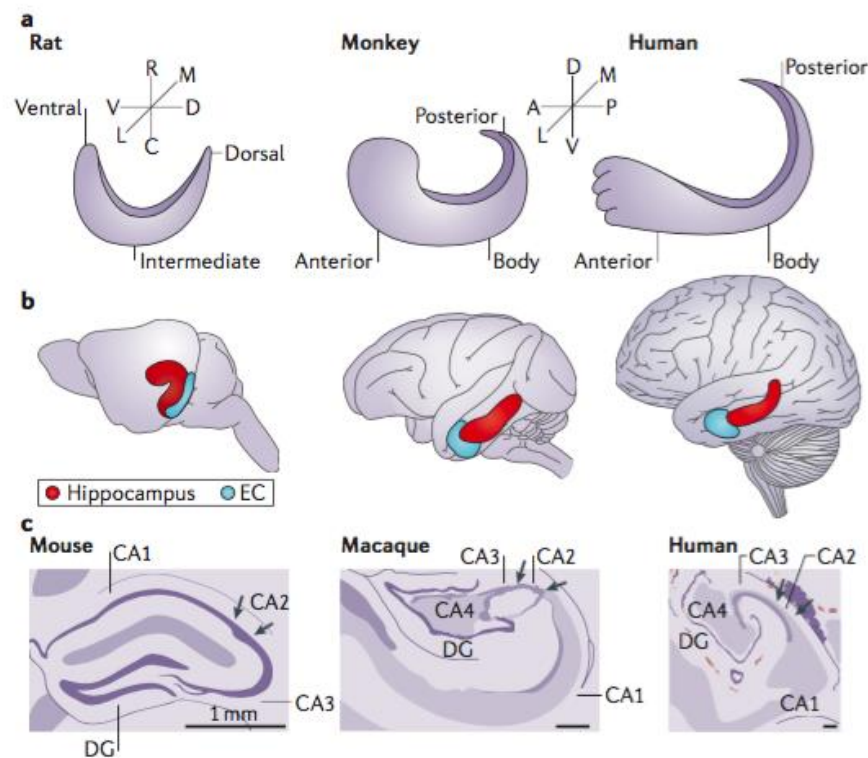 a
Rat
Monkey
Human
R
M
V
D
L
C
Ventral
Dorsal
Intermediate
D
M
A
P
L
V
Posterior
Anterior
Body
Posterior
Anterior
Body
b
Hippocampus EC
c
Mouse
CA1
CA2
CA3
DG
1 mm
Macaque
CA3
CA2
CA4
DG
CA1
Human
CA3
CA2
CA4
DG
CA1